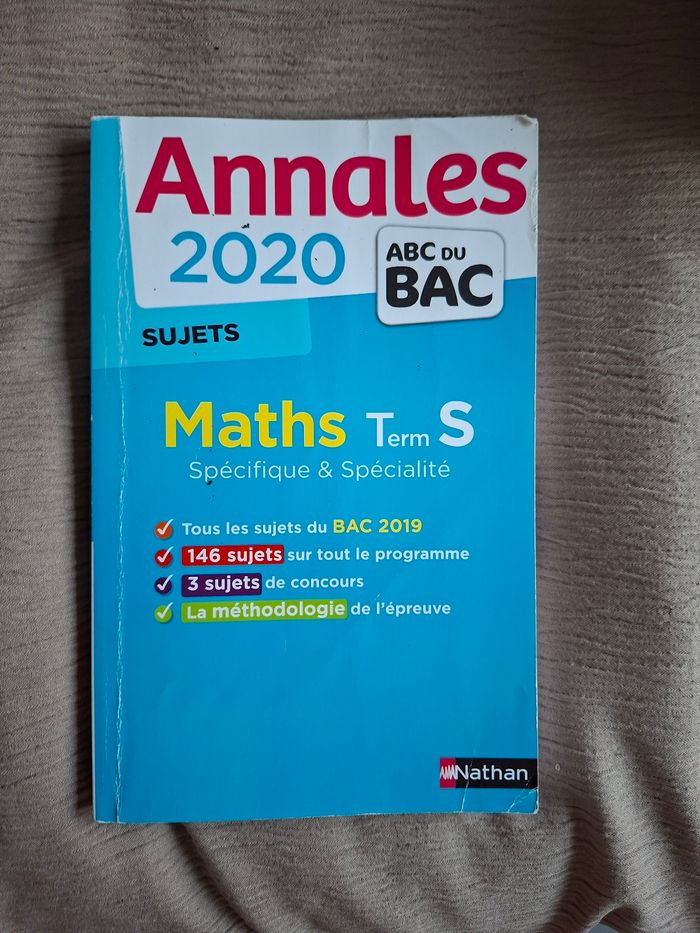 Annales
2020
ABC DU
BAC
SUJETS
Maths Term S
Spécifique & Spécialité
Tous les sujets du BAC 2019
146 sujets sur tout le programme
3 sujets de concours
La méthodologie de l'épreuve
Nathan